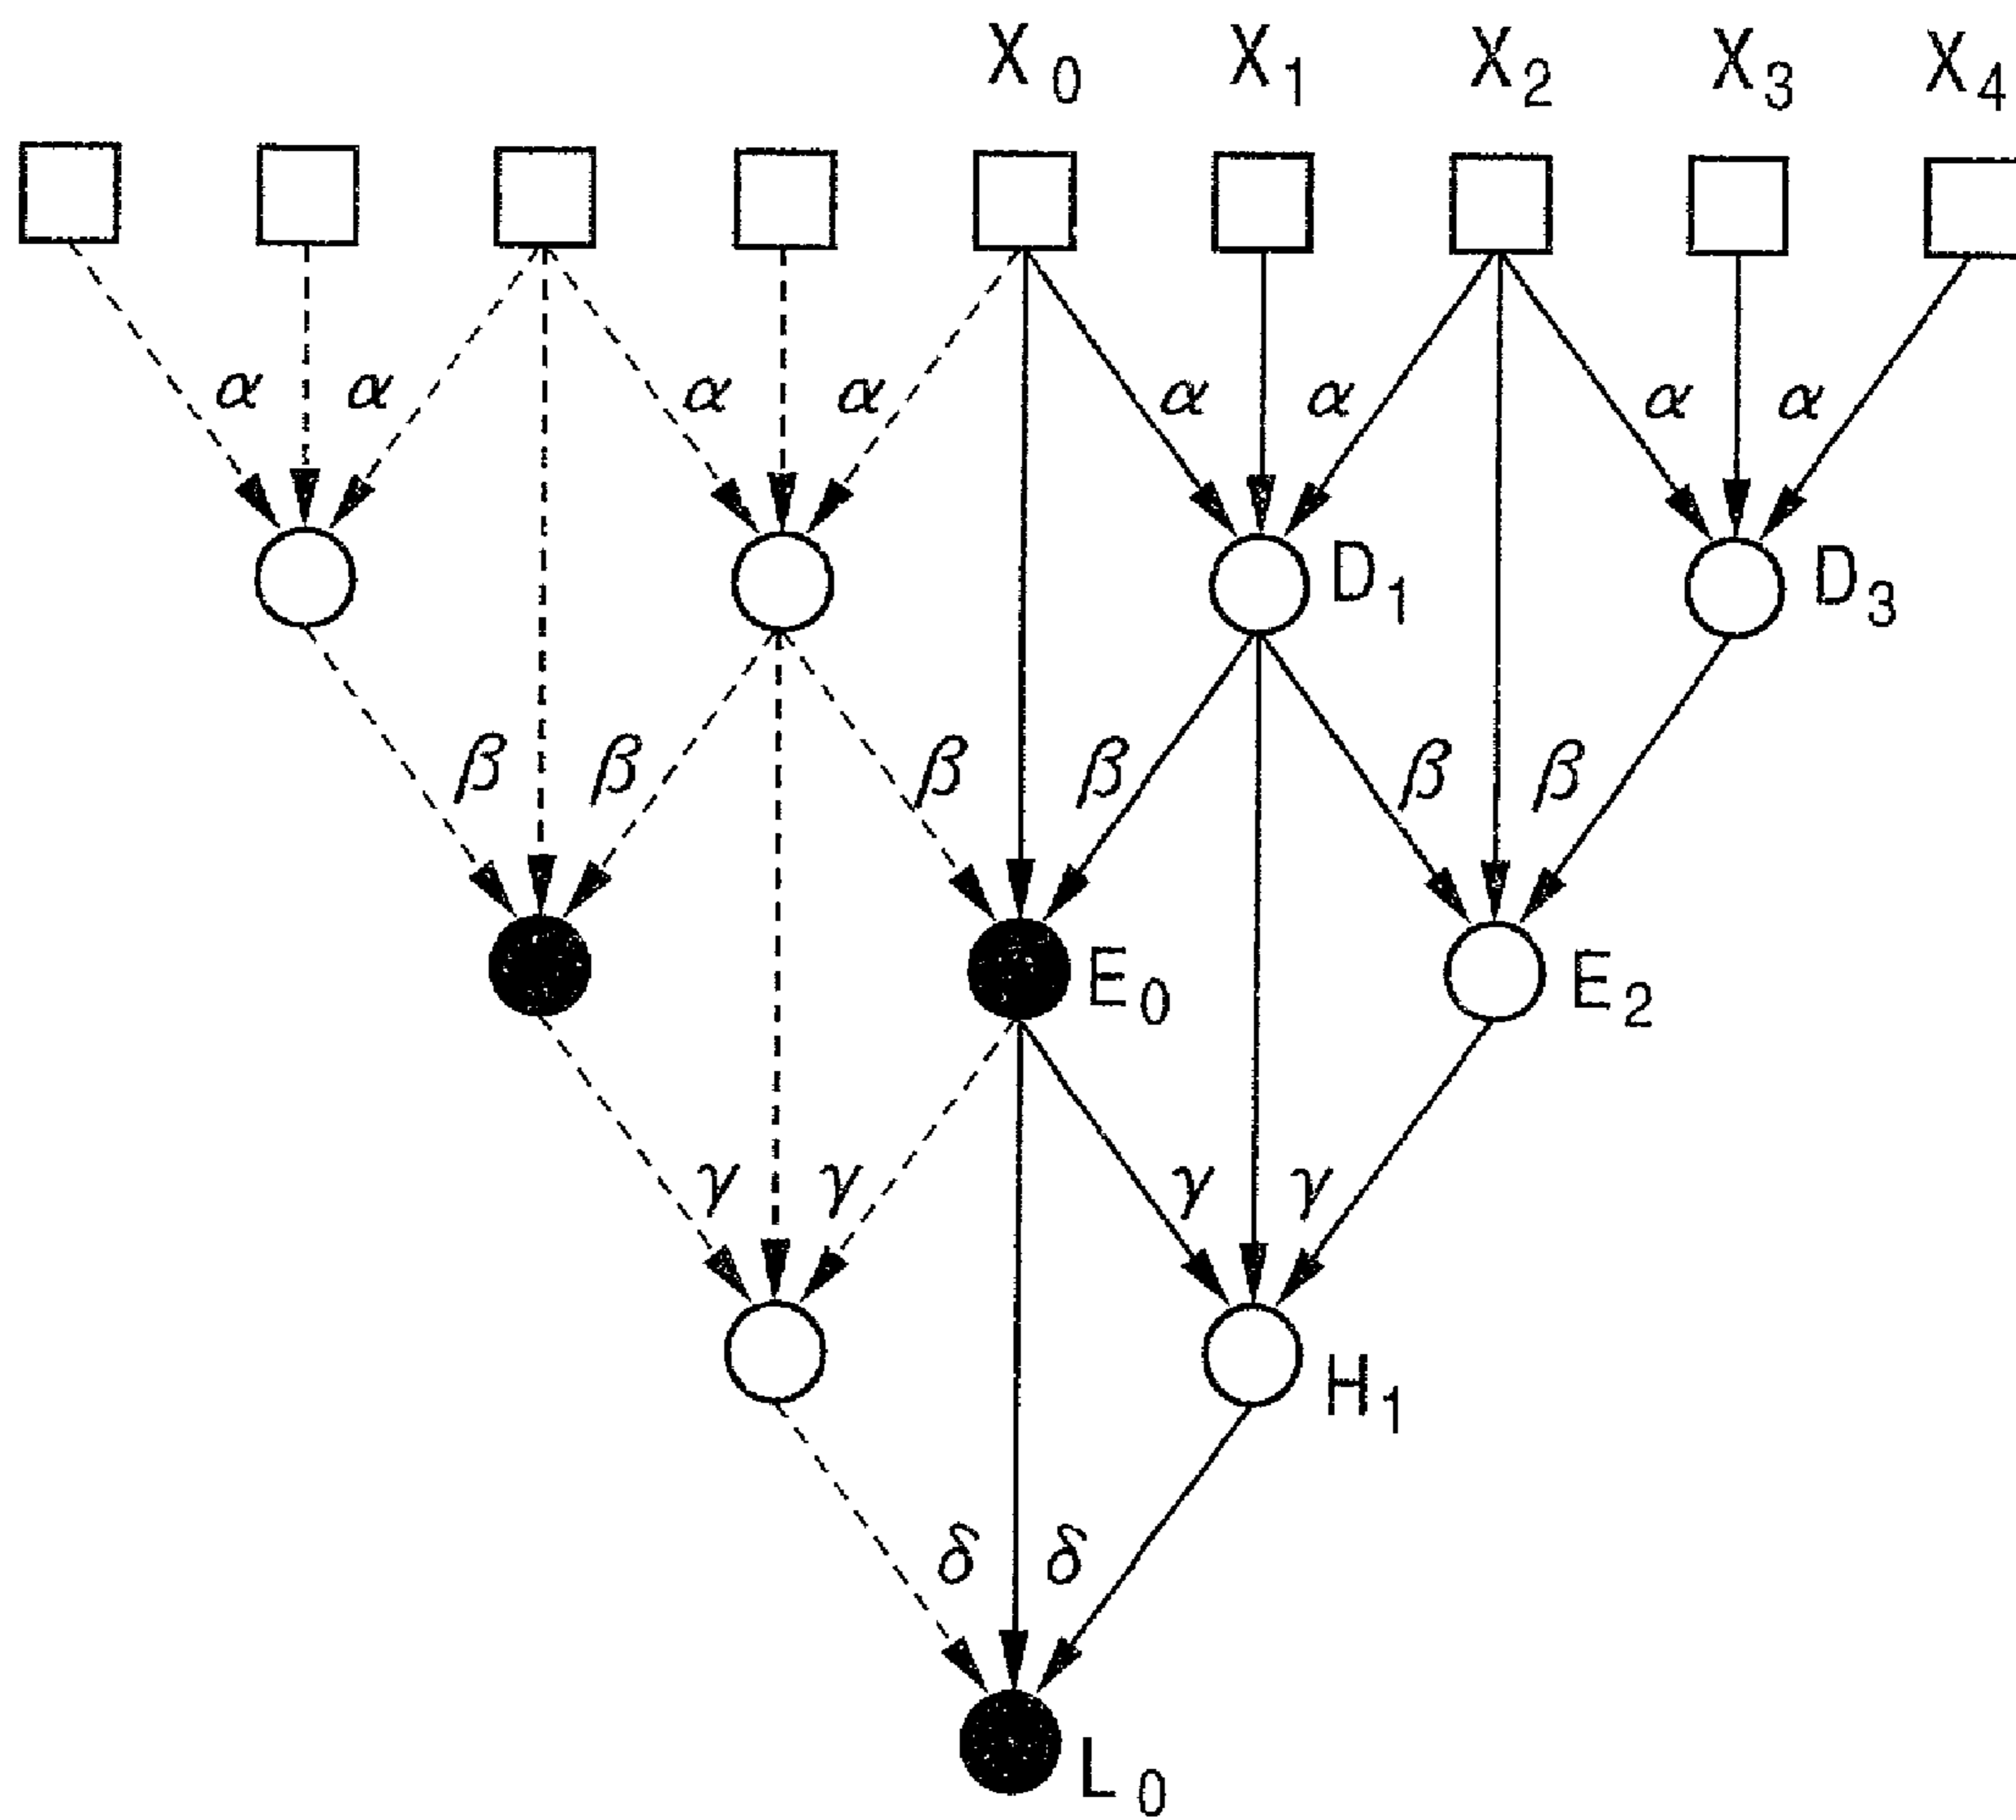 X₀ X₁ X₂ X₃ X₄
α α α α α α α α
D₁ D₃
β β β β β β
E₀ E₂
γ γ γ γ
H₁
δ δ
L₀